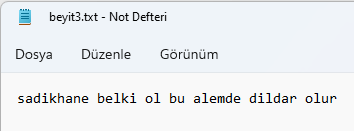 beyit3.txt - Not Defteri
Dosya Düzenle Görünüm
sadikhane belki ol bu alemde dildar olur